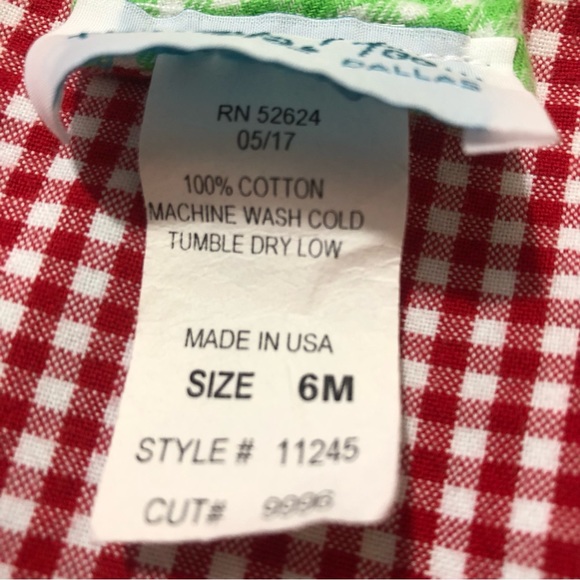 DALLAS
RN 52624
05/17
100% COTTON
MACHINE WASH COLD
TUMBLE DRY LOW
MADE IN USA
SIZE 6M
STYLE # 11245
CUT# 9996